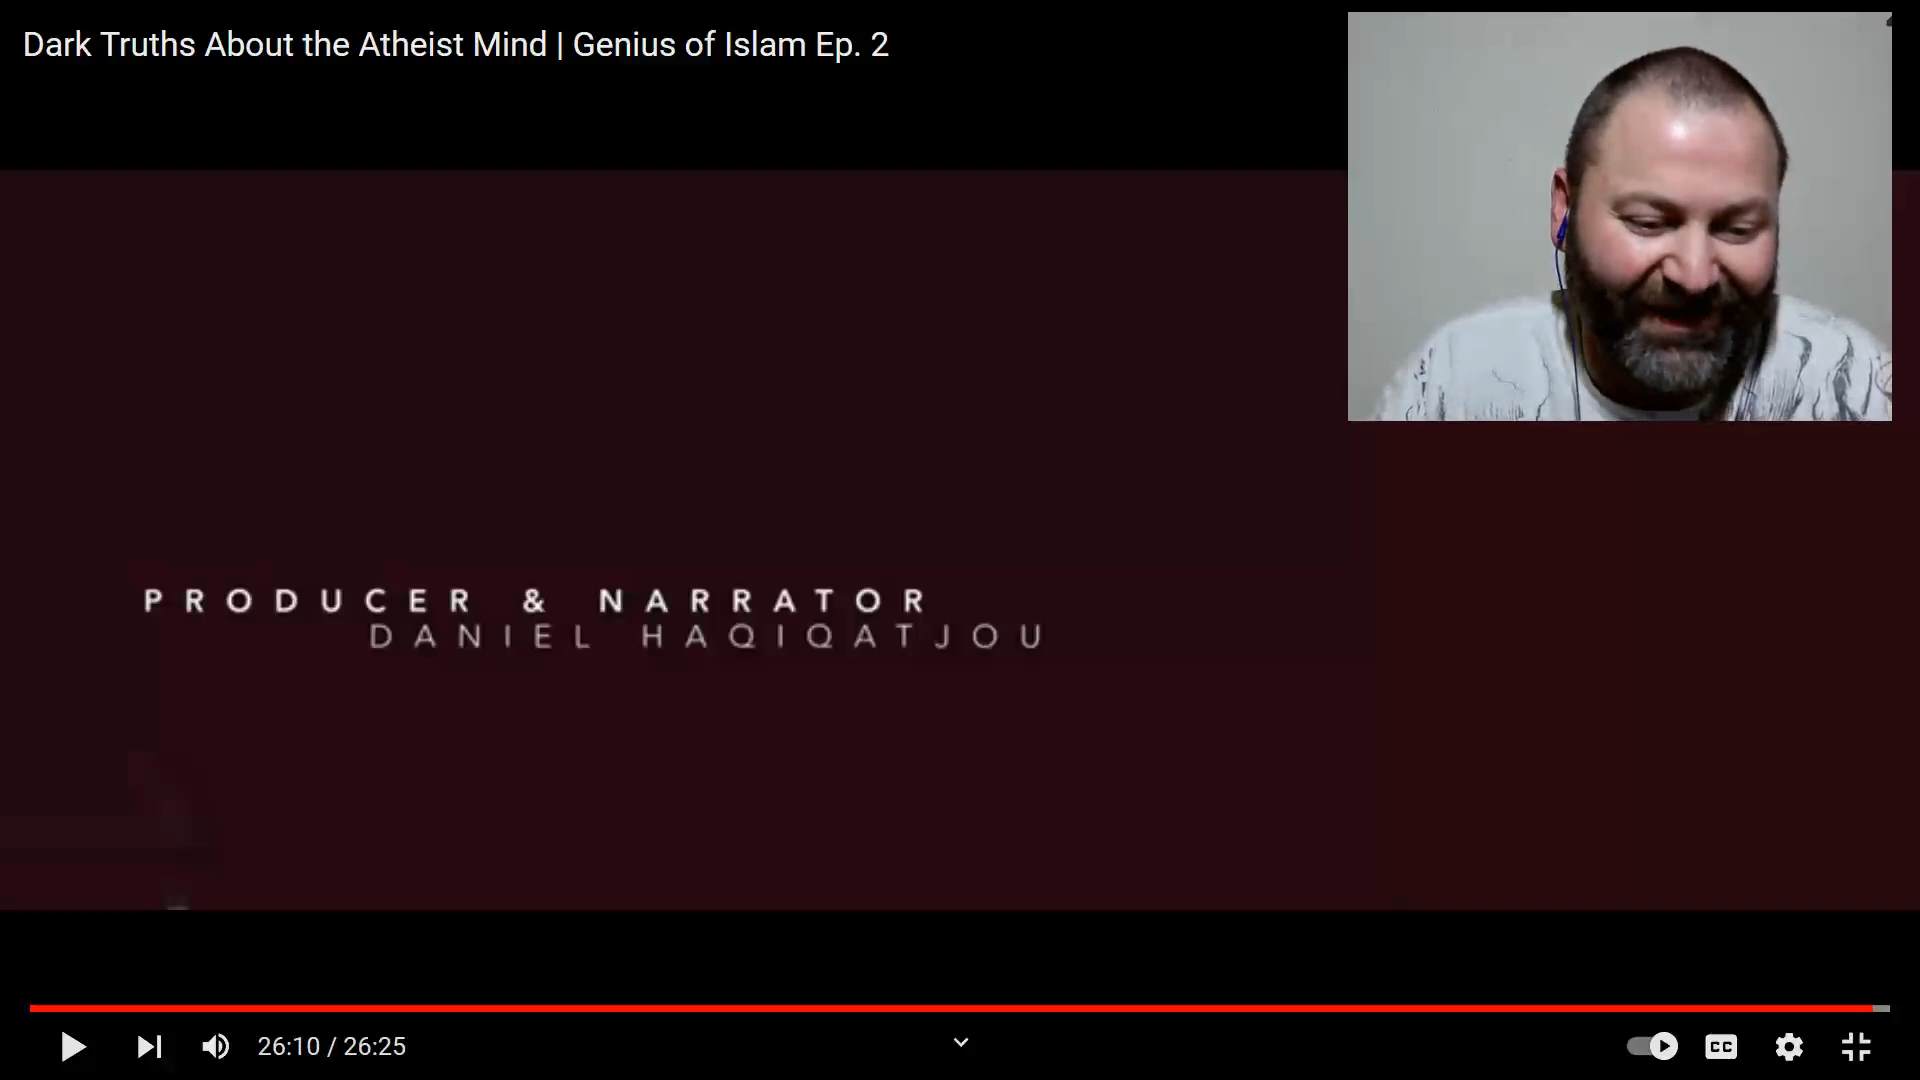 Dark Truths About the Atheist Mind | Genius of Islam Ep. 2
PRODUCER & NARRATOR
DANIEL HAQIQATJOU
26:10 / 26:25
CC